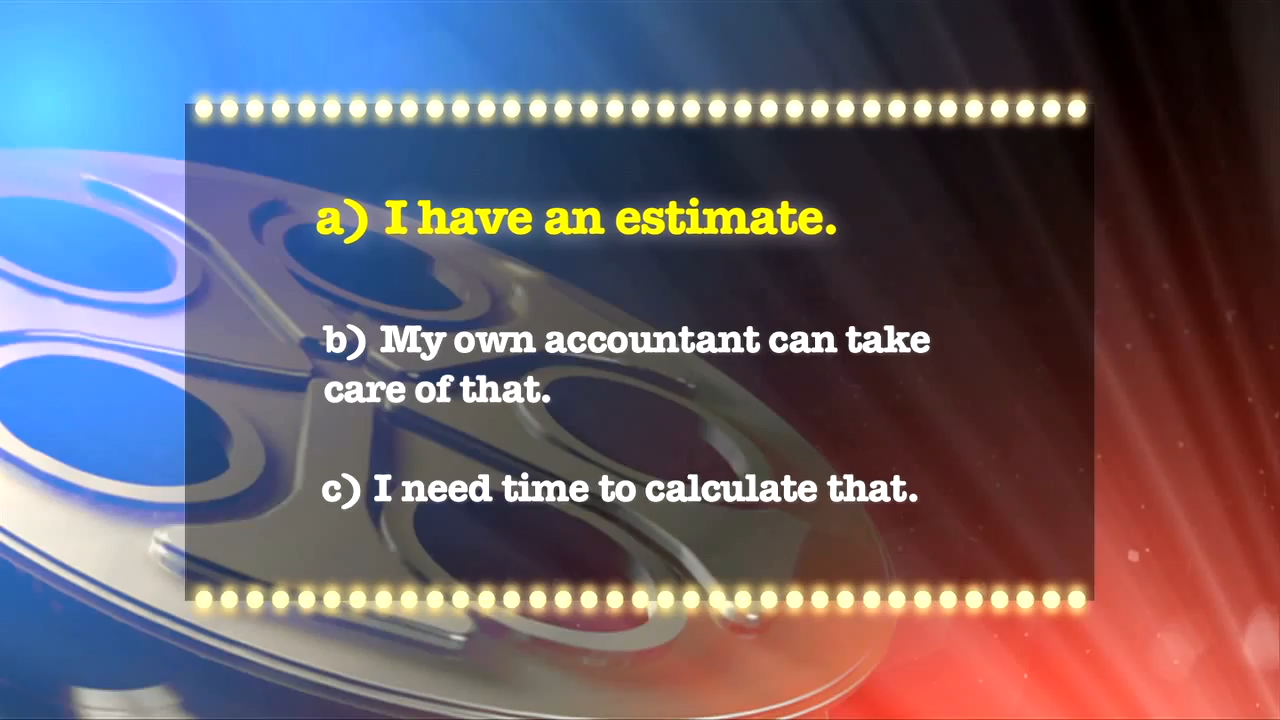 a) I have an estimate.
b) My own accountant can take
care of that.
c) I need time to calculate that.